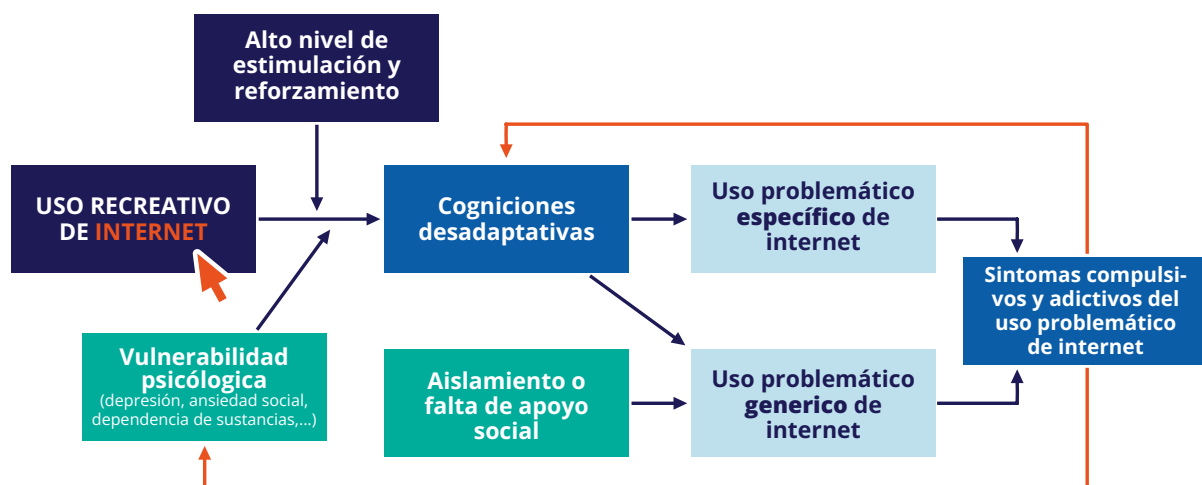 Alto nivel de
estimulación y
reforzamiento
USO RECREATIVO
DE INTERNET
Cogniciones
desadaptativas
Uso problemático
específico de
internet
Sintomas compulsi-
vos y adictivos del
uso problemático
de internet
Vulnerabilidad
psicólogica
(depresión, ansiedad social,
dependencia de sustancias,...)
Aislamiento o
falta de apoyo
social
Uso problemático
generico de
internet